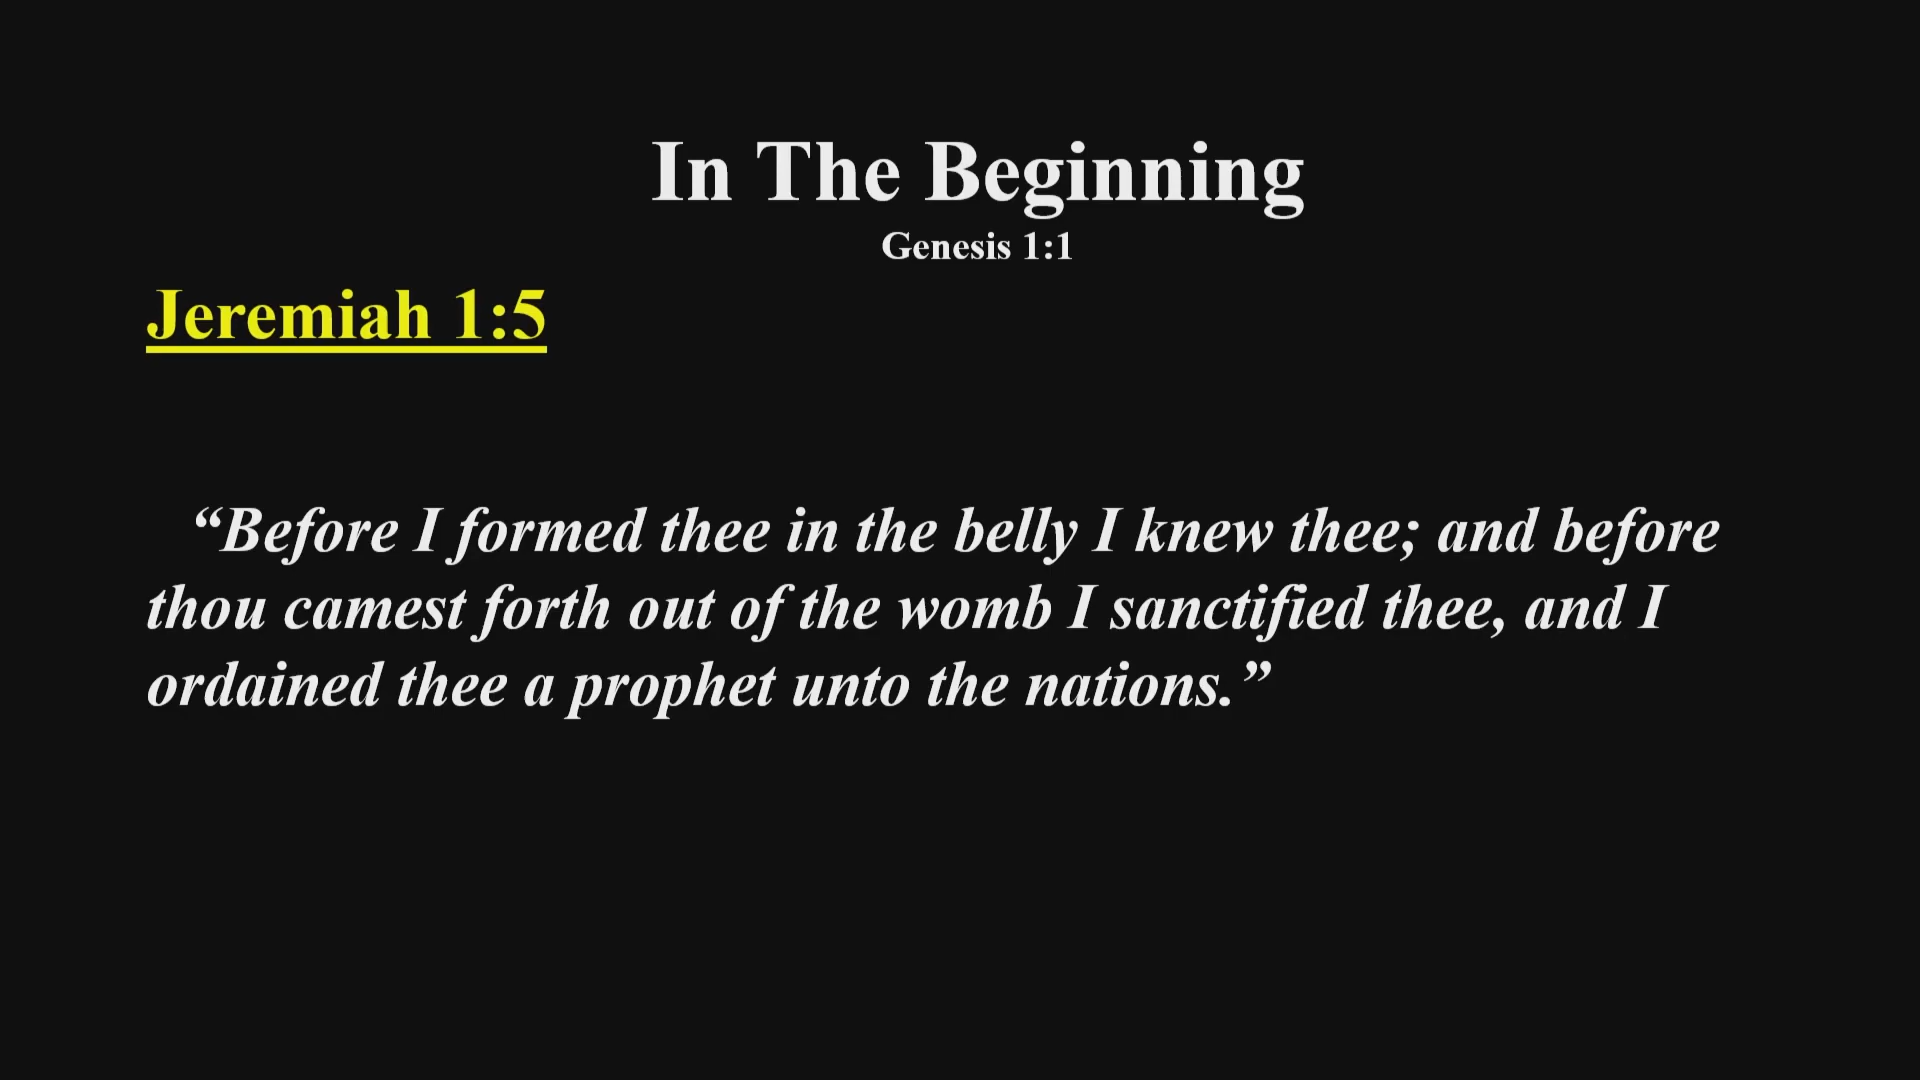 In The Beginning
Genesis 1:1
Jeremiah 1:5
“Before I formed thee in the belly I knew thee; and before
thou camest forth out of the womb I sanctified thee, and I
ordained thee a prophet unto the nations.”